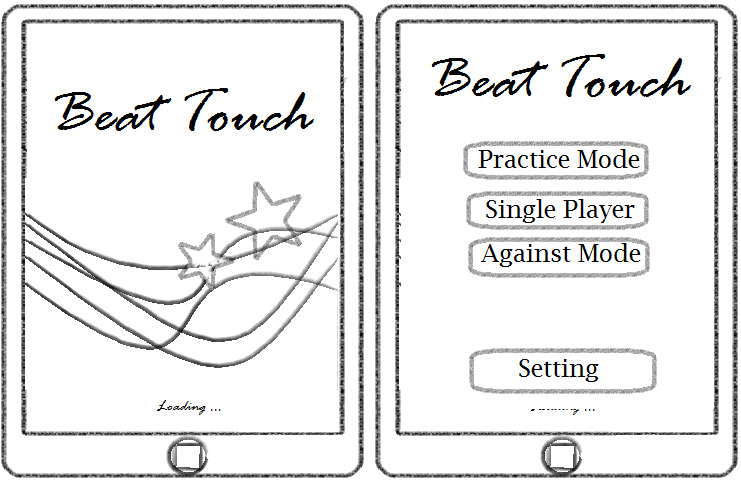 Beat Touch
Loading ...
Beat Touch
Practice Mode
Single Player
Against Mode
Setting